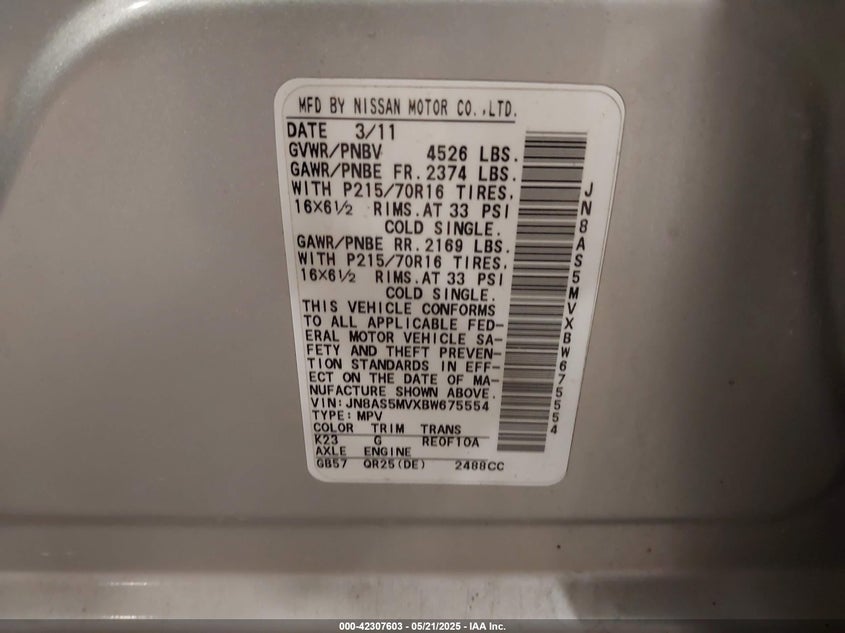 MFD BY NISSAN MOTOR CO.,LTD.
DATE 3/11
GVWR/PNBV 4526 LBS.
GAWR/PNBE FR. 2374 LBS.
WITH P215/70R16 TIRES.
16X6½ RIMS. AT 33 PSI
COLD SINGLE.
GAWR/PNBE RR. 2169 LBS.
WITH P215/70R16 TIRES.
16X6½ RIMS. AT 33 PSI
COLD SINGLE.
THIS VEHICLE CONFORMS
TO ALL APPLICABLE FED-
ERAL MOTOR VEHICLE SA-
FETY AND THEFT PREVEN-
TION STANDARDS IN EFF-
ECT ON THE DATE OF MA-
NUFACTURE SHOWN ABOVE.
VIN: JN8AS5MVXBW675554
TYPE: MPV
COLOR TRIM TRANS
K23 G RE0F10A
AXLE ENGINE
GB57 QR25(DE) 2488CC
JN8AS5MVXBW675554
000-42307603 - 05/21/2025 - IAA Inc.